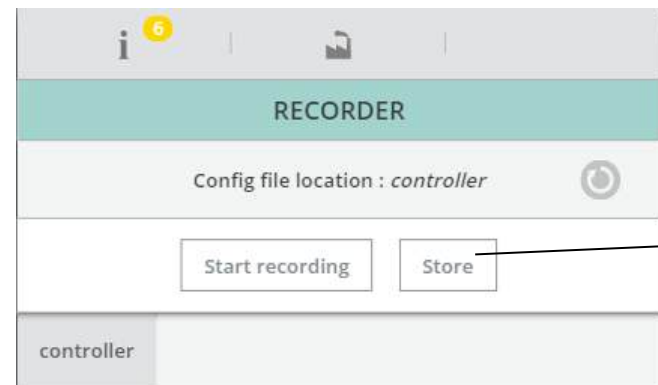 i 6
RECORDER
Config file location : controller
Start recording Store
controller